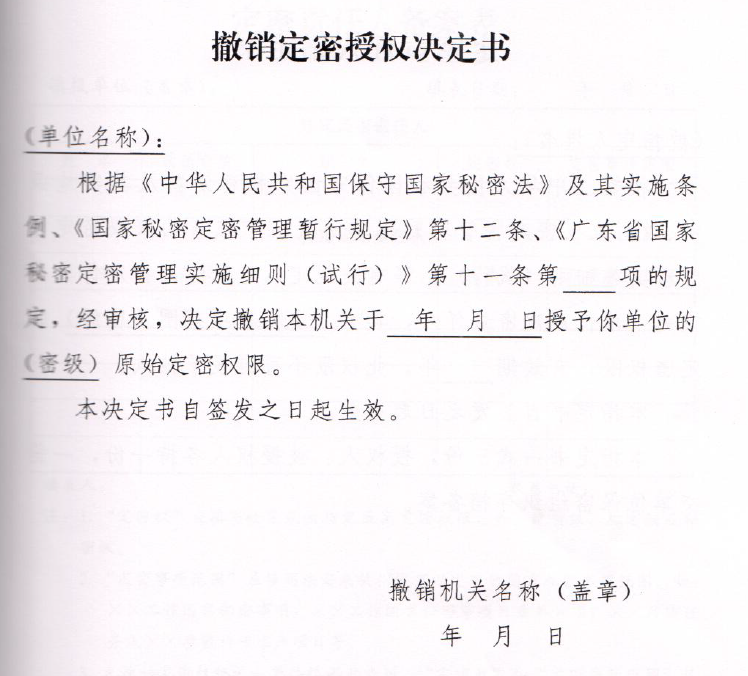 撤销定密授权决定书
(单位名称)：
根据《中华人民共和国保守国家秘密法》及其实施条
例、《国家秘密定密管理暂行规定》第十二条、《广东省国家
秘密定密管理实施细则（试行）》第十一条第____项的规
定，经审核，决定撤销本机关于 年 月 日授予你单位的
(密级) 原始定密权限。
本决定书自签发之日起生效。
撤销机关名称（盖章）
年 月 日